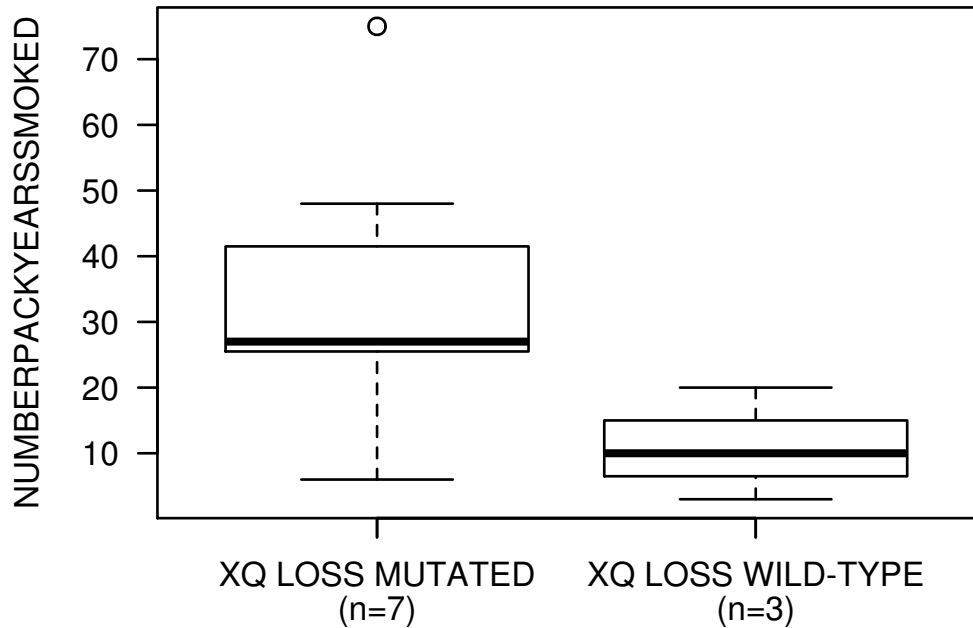 NUMBERPACKYEARSSMOKED
70
60
50
40
30
20
10
XQ LOSS MUTATED
(n=7)
XQ LOSS WILD-TYPE
(n=3)